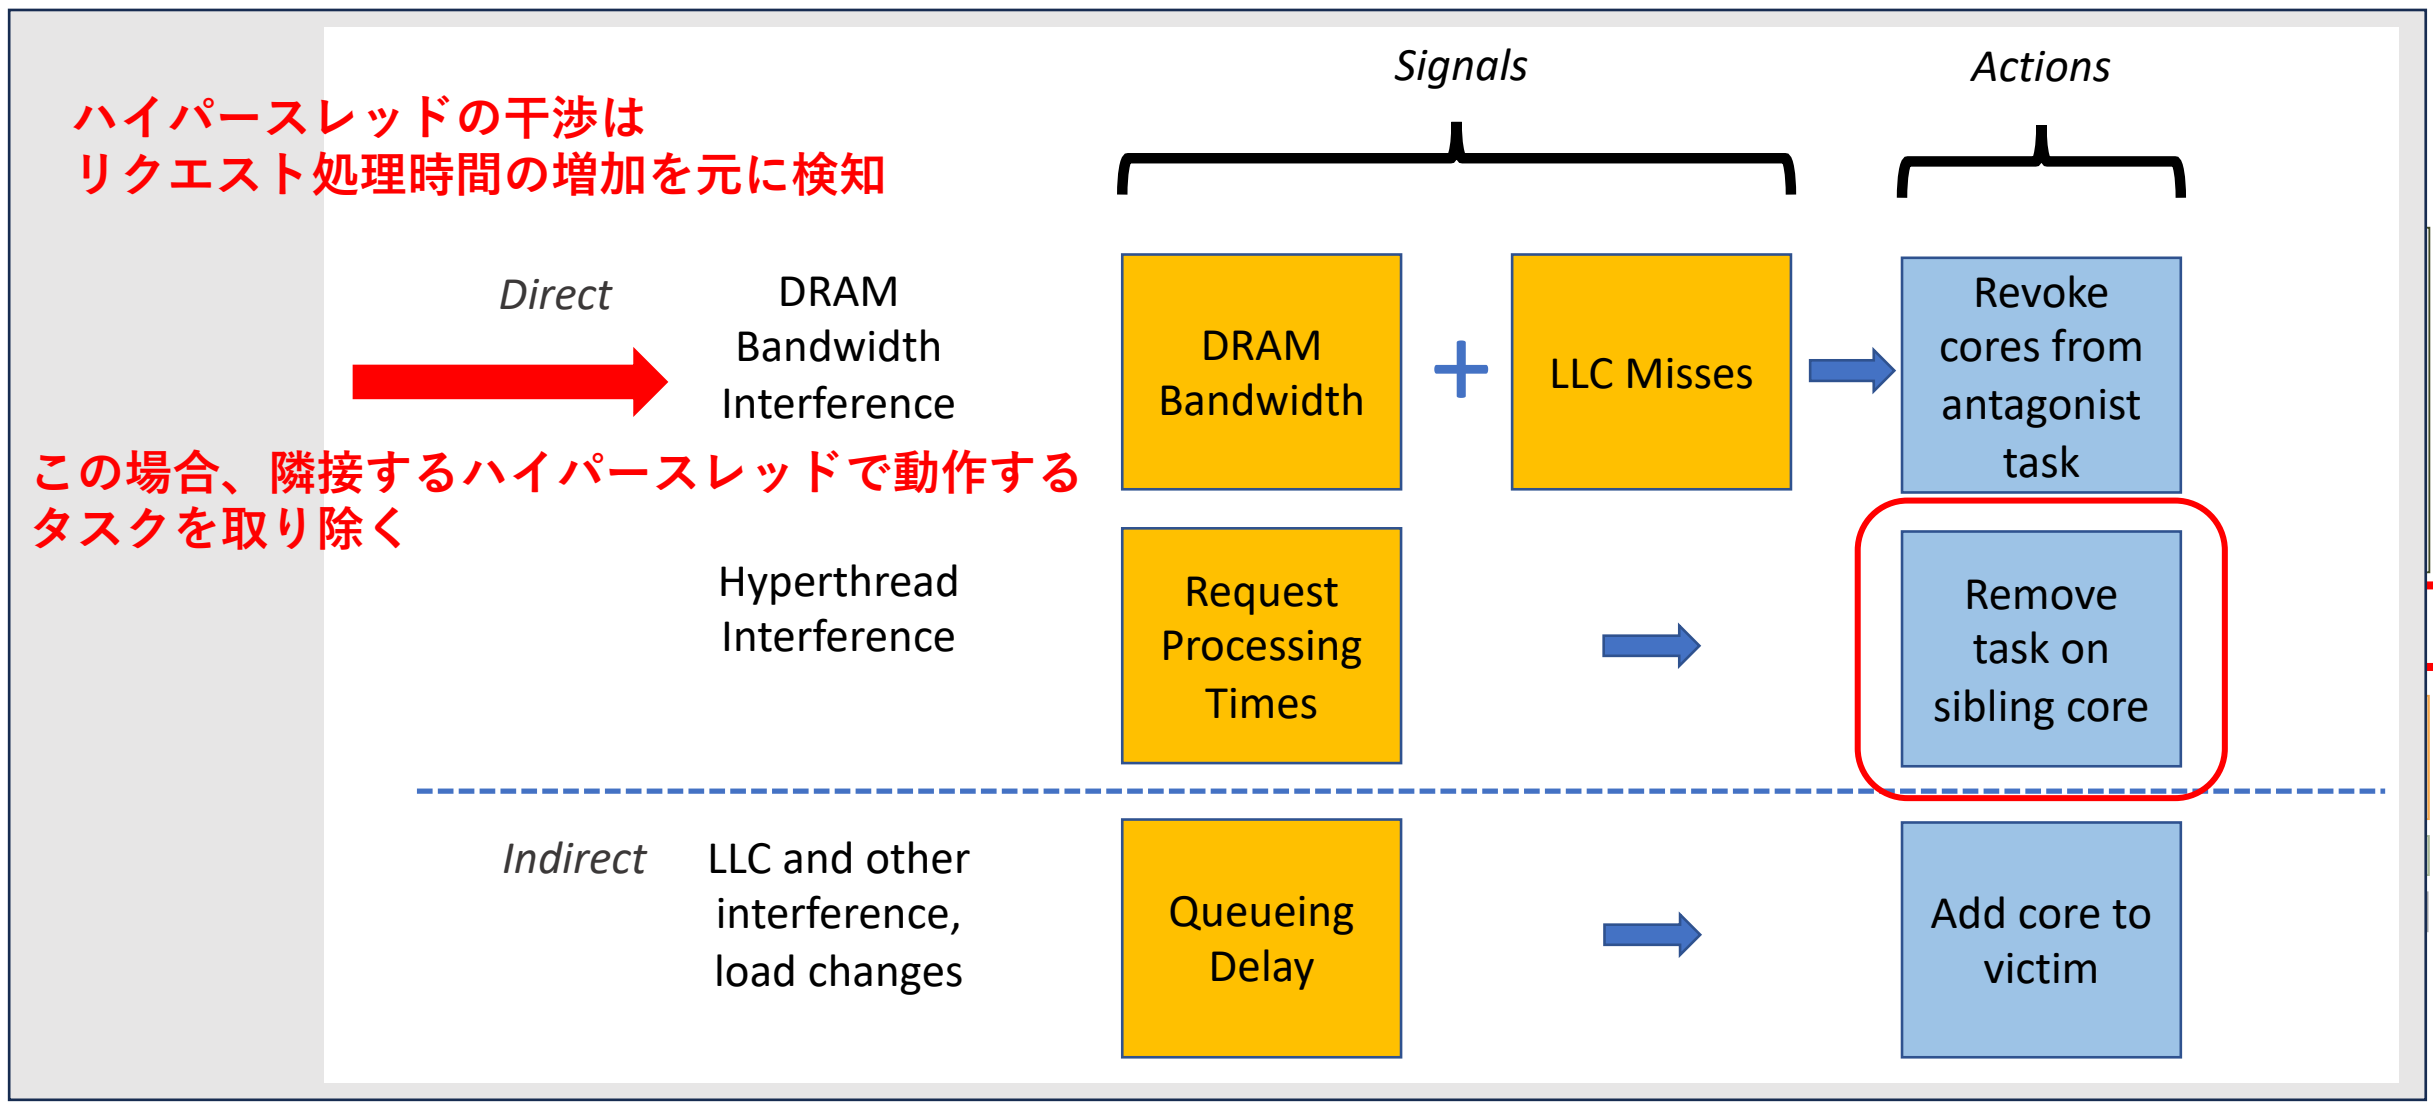 Signals
Actions
ハイパースレッドの干渉は
リクエスト処理時間の増加を元に検知
Direct
DRAM
Bandwidth
Interference
DRAM
Bandwidth
+
LLC Misses
Revoke
cores from
antagonist
task
この場合、隣接するハイパースレッドで動作する
タスクを取り除く
Hyperthread
Interference
Request
Processing
Times
Remove
task on
sibling core
Indirect
LLC and other
interference,
load changes
Queueing
Delay
Add core to
victim